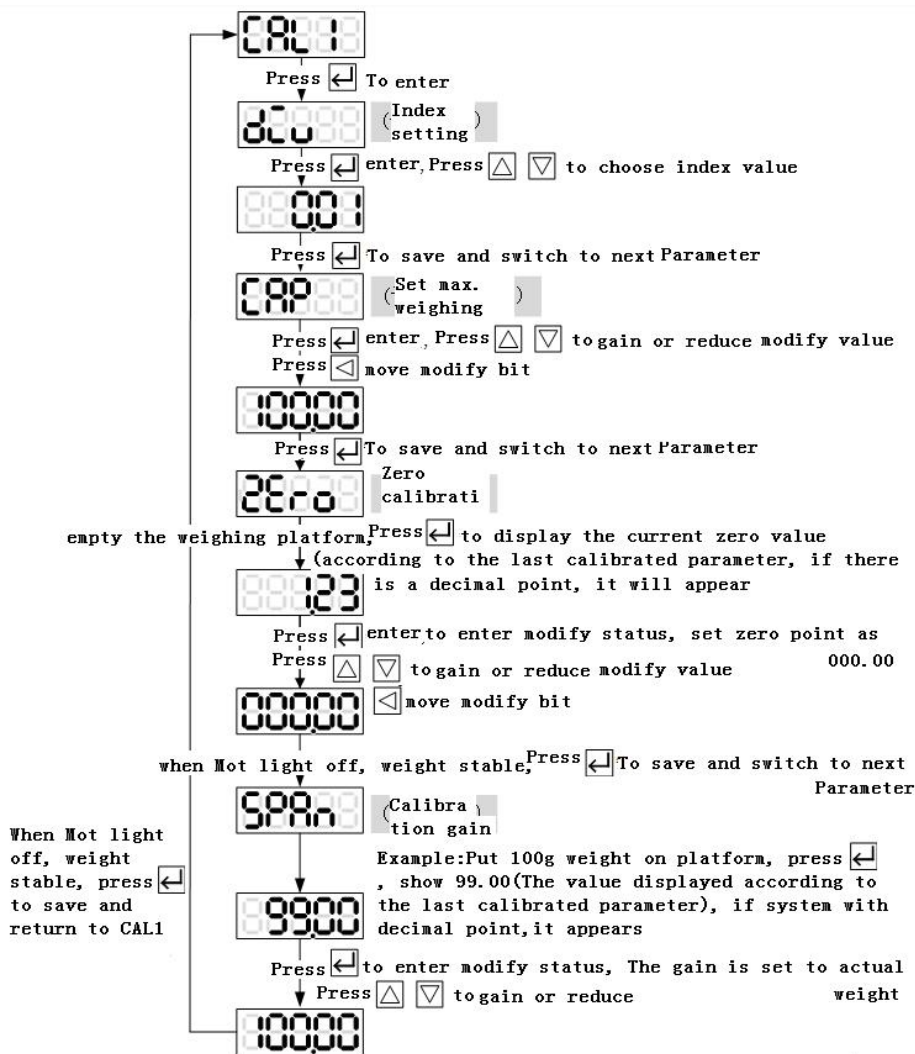 CAL1
Press To enter
dIv
(Index
setting)
Press enter, Press to choose index value
0.01
Press To save and switch to next Parameter
CAP
(Set max.
weighing)
Press enter, Press to gain or reduce modify value
Press move modify bit
100.00
Press To save and switch to next Parameter
ZEro
Zero
calibrati
empty the weighing platform, Press to display the current zero value
(according to the last calibrated parameter, if there
is a decimal point, it will appear
1.23
Press enter to enter modify status, set zero point as
000.00
Press to gain or reduce modify value
000.00
move modify bit
when Mot light off, weight stable, Press To save and switch to next
Parameter
SPAn
(Calibra
tion gain)
Example:Put 100g weight on platform, press
, show 99.00(The value displayed according to
the last calibrated parameter), if system with
decimal point, it appears
99.00
When Mot light
off, weight
stable, press
to save and
return to CAL1
Press to enter modify status, The gain is set to actual
weight
Press to gain or reduce
100.00